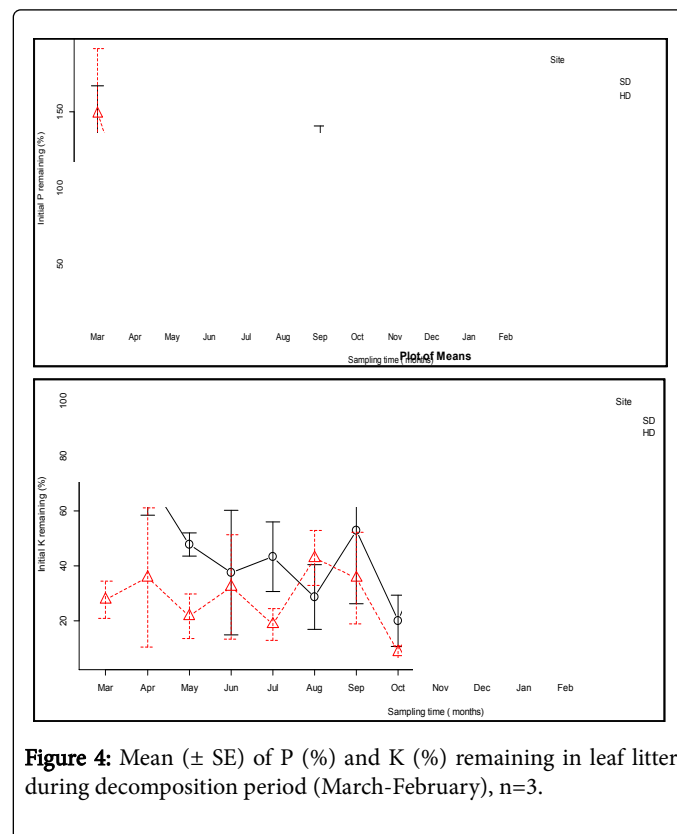 Site
SD
HD
150
100
50
Initial P remaining (%)
Mar Apr May Jun Jul Aug Sep Oct Nov Dec Jan Feb
Sampling time ( months)
Plot of Means
100
80
60
40
20
Initial K remaining (%)
Site
SD
HD
Mar Apr May Jun Jul Aug Sep Oct Nov Dec Jan Feb
Sampling time ( months)
Figure 4: Mean (± SE) of P (%) and K (%) remaining in leaf litter
during decomposition period (March-February), n=3.